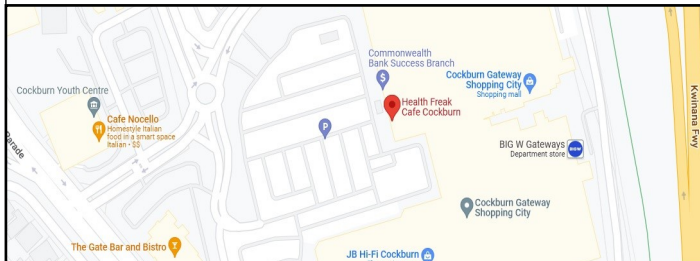 Commonwealth
Bank Success Branch
$
Cockburn Gateway
Shopping City
Shopping mall
Cockburn Youth Centre
Health Freak
Cafe Cockburn
Cafe Nocello
Homestyle Italian
food in a smart space
Italian • $$
P
Kwinana Fwy
Parade
BIG W Gateways
Department store
BIG W
Cockburn Gateway
Shopping City
The Gate Bar and Bistro
JB Hi-Fi Cockburn